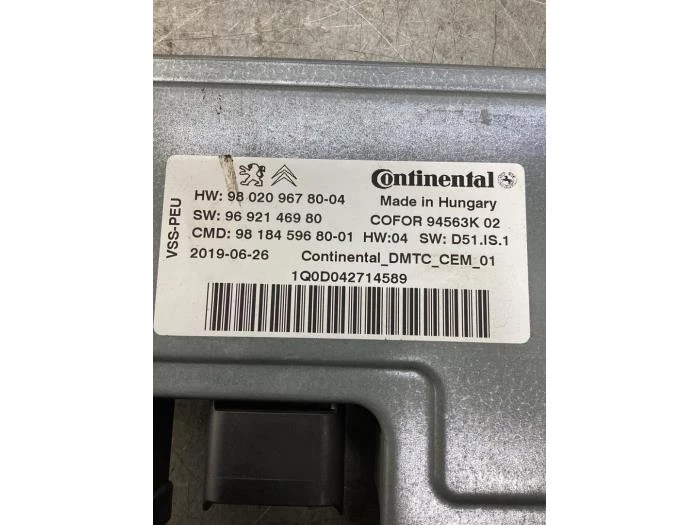 Continental
HW: 98 020 967 80-04
Made in Hungary
SW: 96 921 469 80
COFOR 94563K 02
CMD: 98 184 596 80-01 HW:04 SW: D51.IS.1
2019-06-26 Continental_DMTC_CEM_01
1Q0D042714589
VSS-PEU